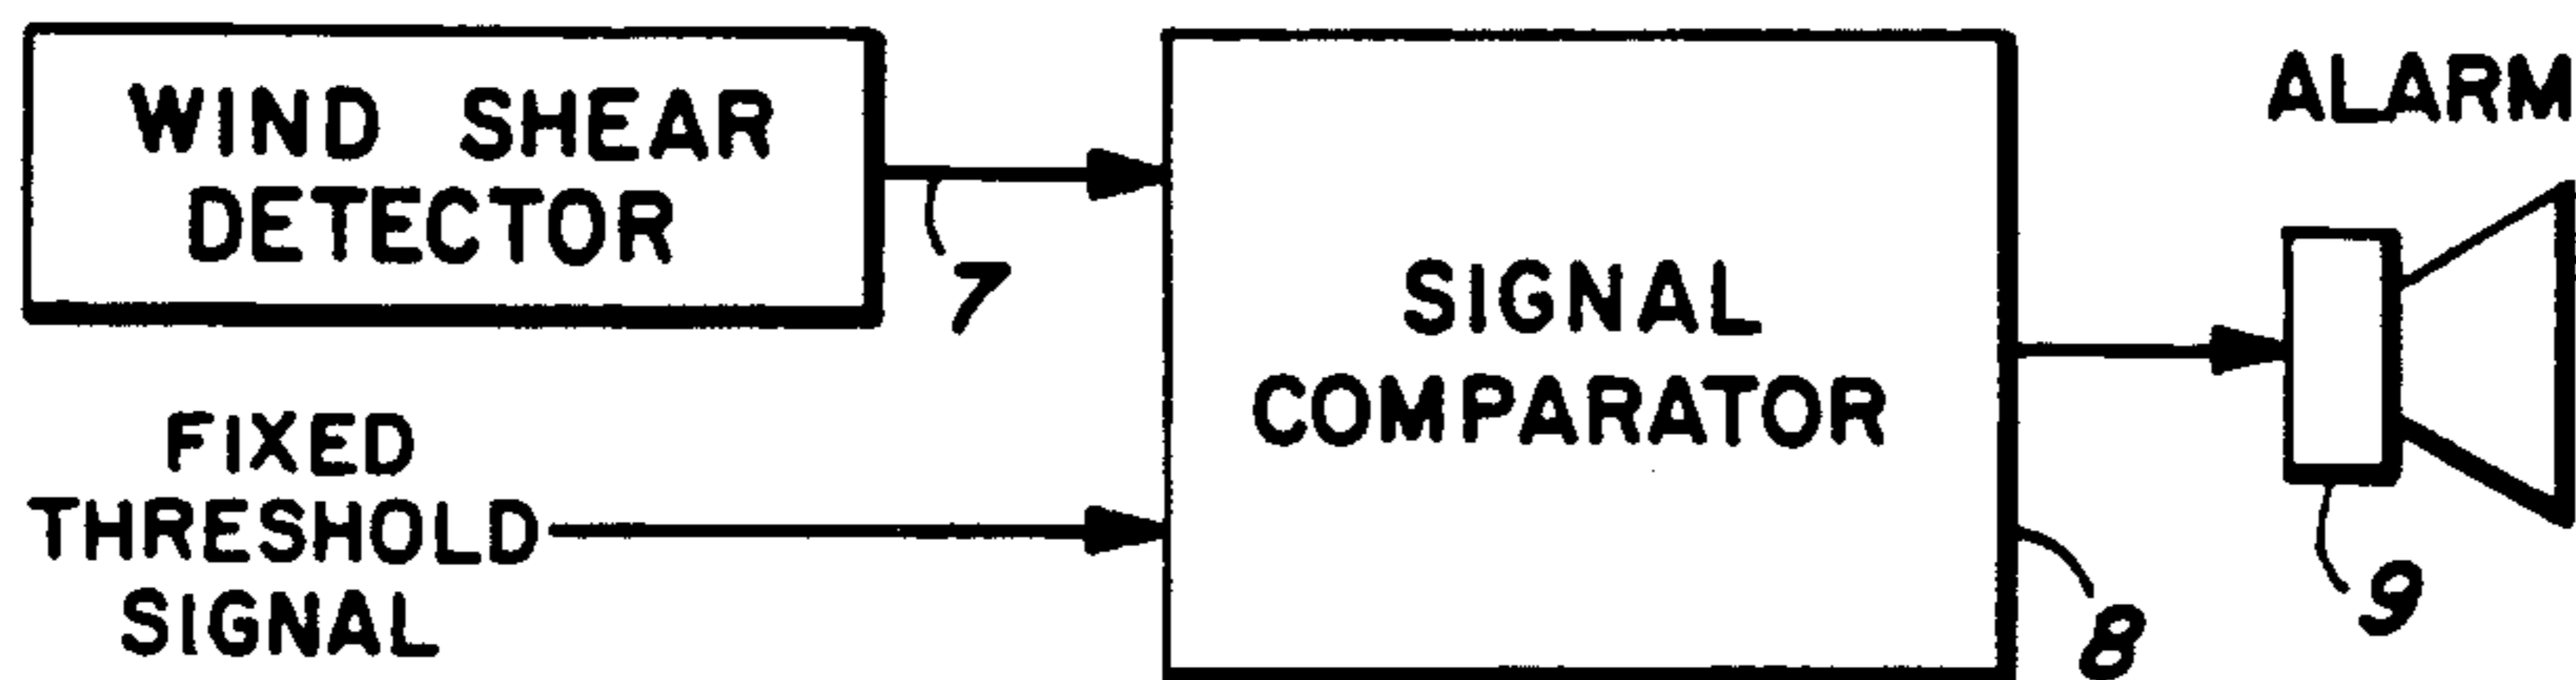 WIND SHEAR
DETECTOR
7
FIXED
THRESHOLD
SIGNAL
SIGNAL
COMPARATOR
8
ALARM
9